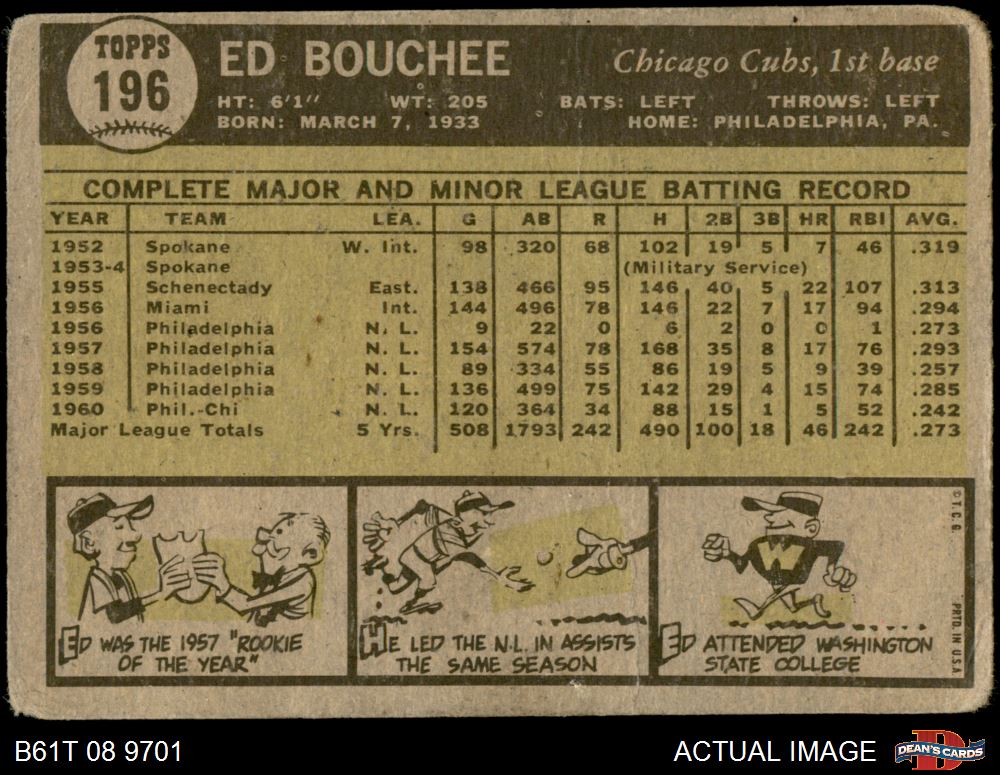 TOPPS
196
ED BOUCHEE
Chicago Cubs, 1st base
HT: 6'1" WT: 205 BATS: LEFT THROWS: LEFT
BORN: MARCH 7, 1933 HOME: PHILADELPHIA, PA.
COMPLETE MAJOR AND MINOR LEAGUE BATTING RECORD
YEAR TEAM LEA. G AB R H 2B 3B HR RBI AVG.
1952 Spokane W. Int. 98 320 68 102 19 5 7 46 .319
1953-4 Spokane (Military Service)
1955 Schenectady East. 138 466 95 146 40 5 22 107 .313
1956 Miami Int. 144 496 78 146 22 7 17 94 .294
1956 Philadelphia N. L. 9 22 0 6 2 0 0 1 .273
1957 Philadelphia N. L. 154 574 78 168 35 8 17 76 .293
1958 Philadelphia N. L. 89 334 55 86 19 5 9 39 .257
1959 Philadelphia N. L. 136 499 75 142 29 4 15 74 .285
1960 Phil.-Chi N. L. 120 364 34 88 15 1 5 52 .242
Major League Totals 5 Yrs. 508 1793 242 490 100 18 46 242 .273
W
ED WAS THE 1957 "ROOKIE
OF THE YEAR"
HE LED THE N.L. IN ASSISTS
THE SAME SEASON
ED ATTENDED WASHINGTON
STATE COLLEGE
© T. C. G. PRTD. IN U.S.A.
B61T 08 9701
ACTUAL IMAGE
D
DEAN'S CARDS